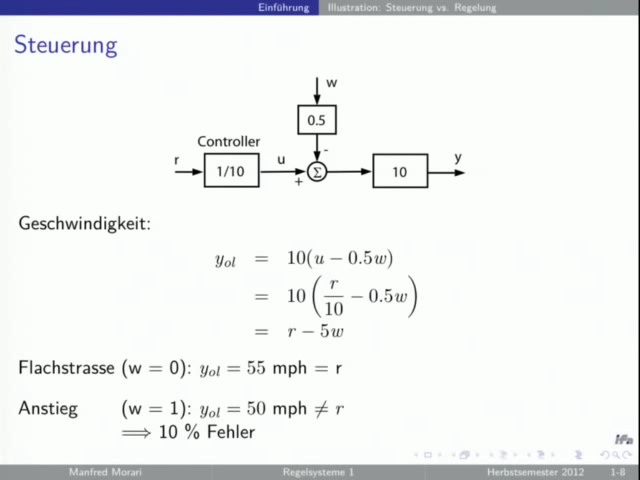 Einführung Illustration: Steuerung vs. Regelung
Steuerung
w
0.5
Controller
-
r
1/10
u
+
Σ
10
y
Geschwindigkeit:
y_ol = 10(u − 0.5w)
= 10 (r/10 − 0.5w)
= r − 5w
Flachstrasse (w = 0): y_ol = 55 mph = r
Anstieg (w = 1): y_ol = 50 mph ≠ r
⟹ 10 % Fehler
Manfred Morari Regelsysteme 1 Herbstsemester 2012 1-8